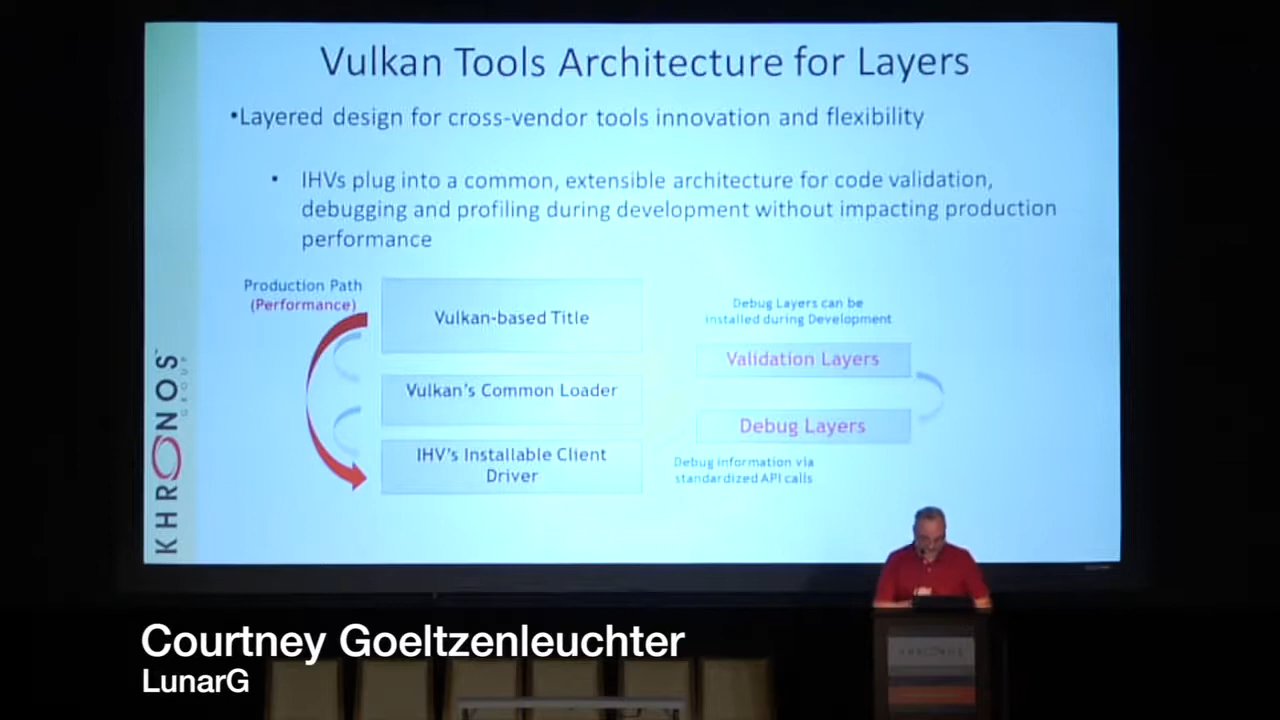 Vulkan Tools Architecture for Layers
•Layered design for cross-vendor tools innovation and flexibility
• IHVs plug into a common, extensible architecture for code validation,
debugging and profiling during development without impacting production
performance
Production Path
(Performance)
Vulkan-based Title
Vulkan's Common Loader
IHV's Installable Client
Driver
Debug Layers can be
installed during Development
Validation Layers
Debug Layers
Debug information via
standardized API calls
KHRONOS
GROUP
KHRONOS
Courtney Goeltzenleuchter
LunarG